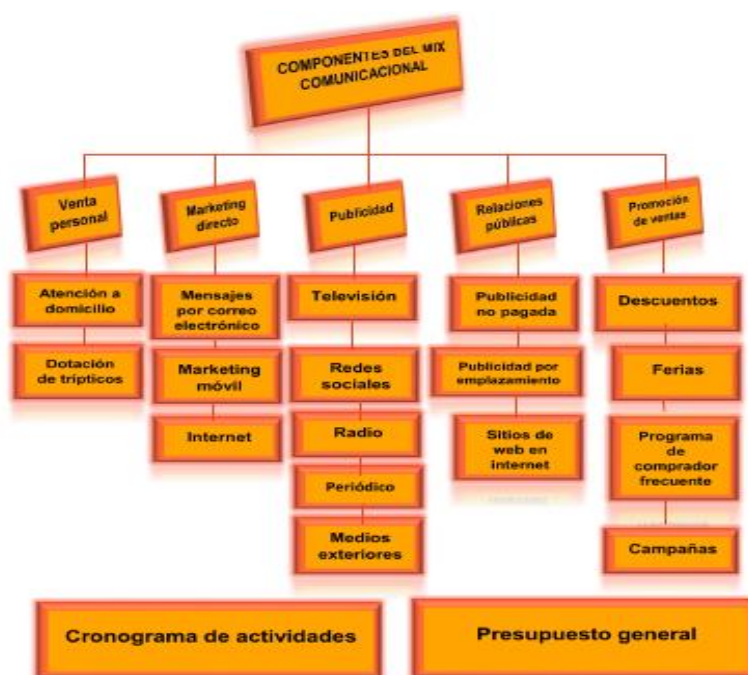 COMPONENTES DEL MIX
COMUNICACIONAL
Venta
personal
Atención a
domicilio
Dotación
de trípticos
Marketing
directo
Mensajes
por correo
electrónico
Marketing
móvil
Internet
Publicidad
Televisión
Redes
sociales
Radio
Periódico
Medios
exteriores
Relaciones
públicas
Publicidad
no pagada
Publicidad por
emplazamiento
Sitios de
web en
internet
Promoción
de ventas
Descuentos
Ferias
Programa
de
comprador
frecuente
Campañas
Cronograma de actividades
Presupuesto general